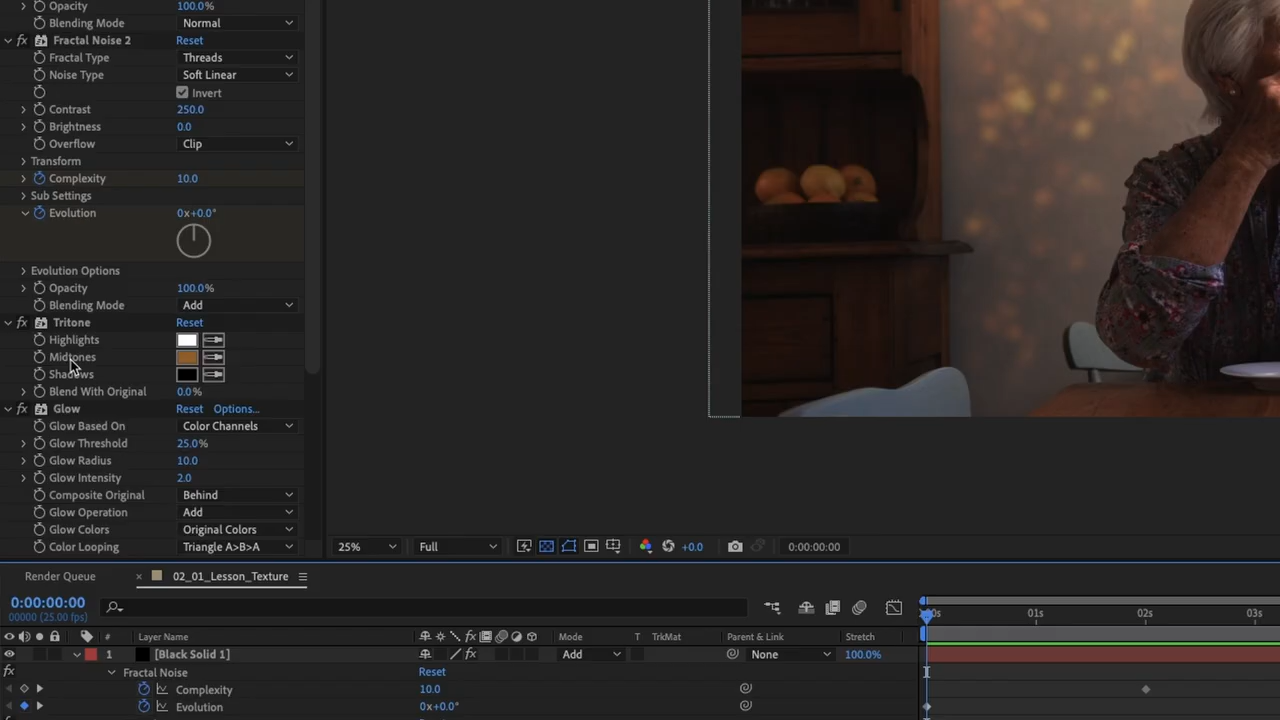 Opacity 100.0%
Blending Mode Normal
fx Fractal Noise 2 Reset
Fractal Type Threads
Noise Type Soft Linear
Invert
Contrast 250.0
Brightness 0.0
Overflow Clip
Transform
Complexity 10.0
Sub Settings
Evolution 0x+0.0°
Evolution Options
Opacity 100.0%
Blending Mode Add
fx Tritone Reset
Highlights
Midtones
Shadows
Blend With Original 0.0%
fx Glow Reset Options...
Glow Based On Color Channels
Glow Threshold 25.0%
Glow Radius 10.0
Glow Intensity 2.0
Composite Original Behind
Glow Operation Add
Glow Colors Original Colors
Color Looping Triangle A>B>A
25% Full +0.0 0:00:00:00
Render Queue × 02_01_Lesson_Texture
0:00:00:00
00000 (25.00 fps)
01s 02s 03s
# Layer Name fx Mode T TrkMat Parent & Link Stretch
1 [Black Solid 1] fx Add None 100.0%
fx Fractal Noise Reset
Complexity 10.0
Evolution 0x+0.0°